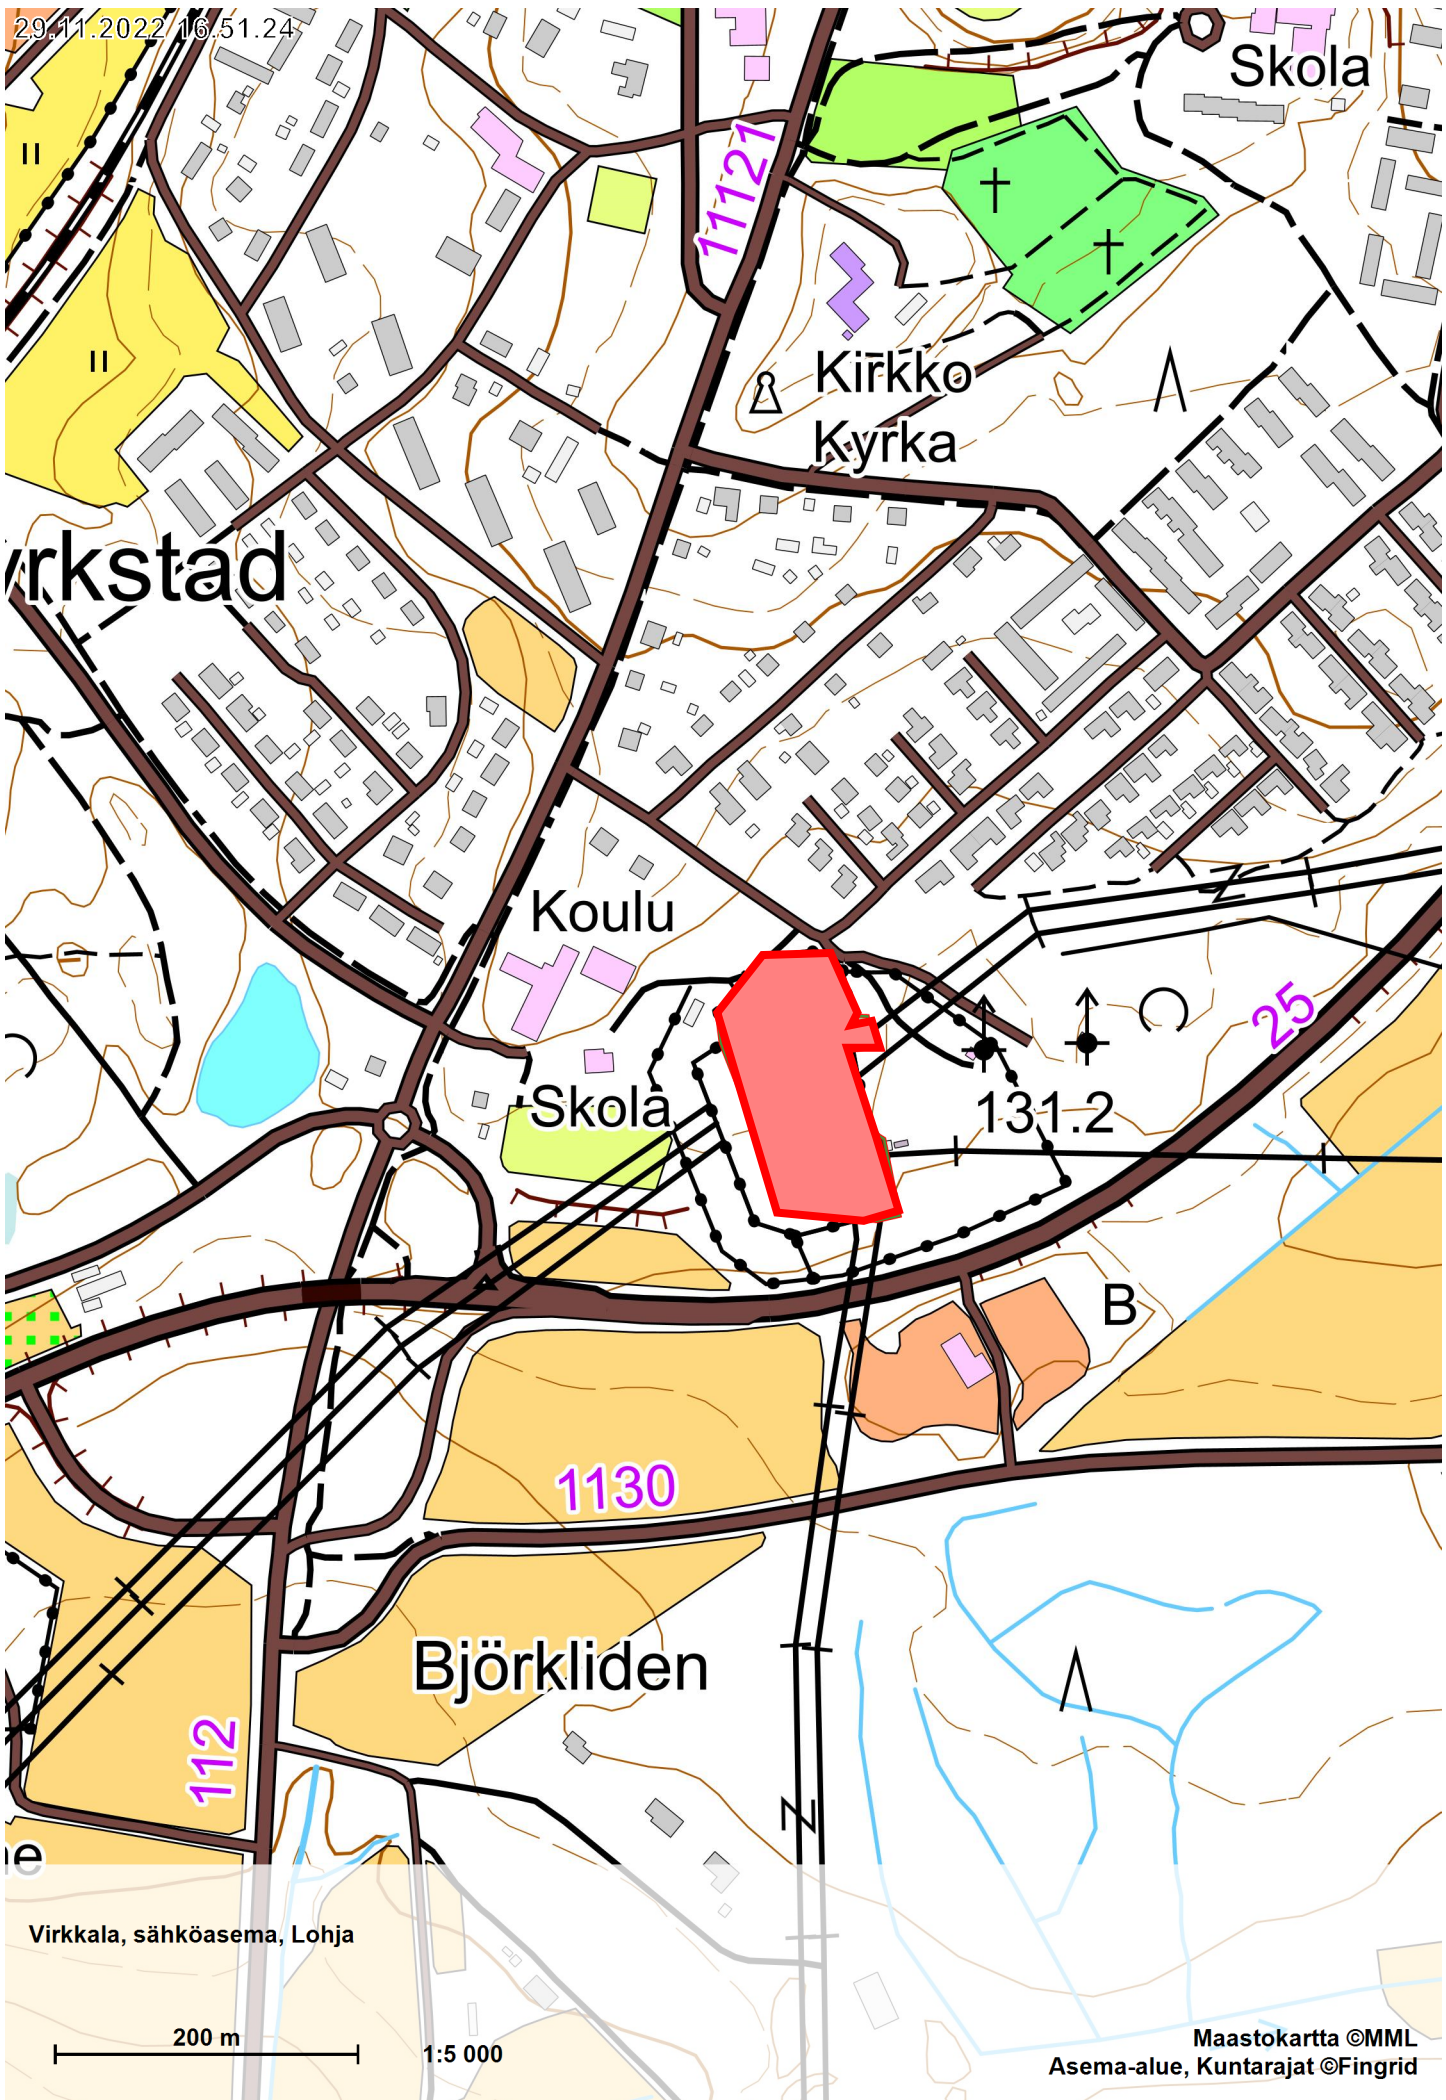 29.11.2022 16.51.24
Skola
11121
Kirkko
Kyrka
yrkstad
Koulu
25
Skola
131.2
B
1130
Björkliden
112
e
Virkkala, sähköasema, Lohja
200 m
1:5 000
Maastokartta ©MML
Asema-alue, Kuntarajat ©Fingrid